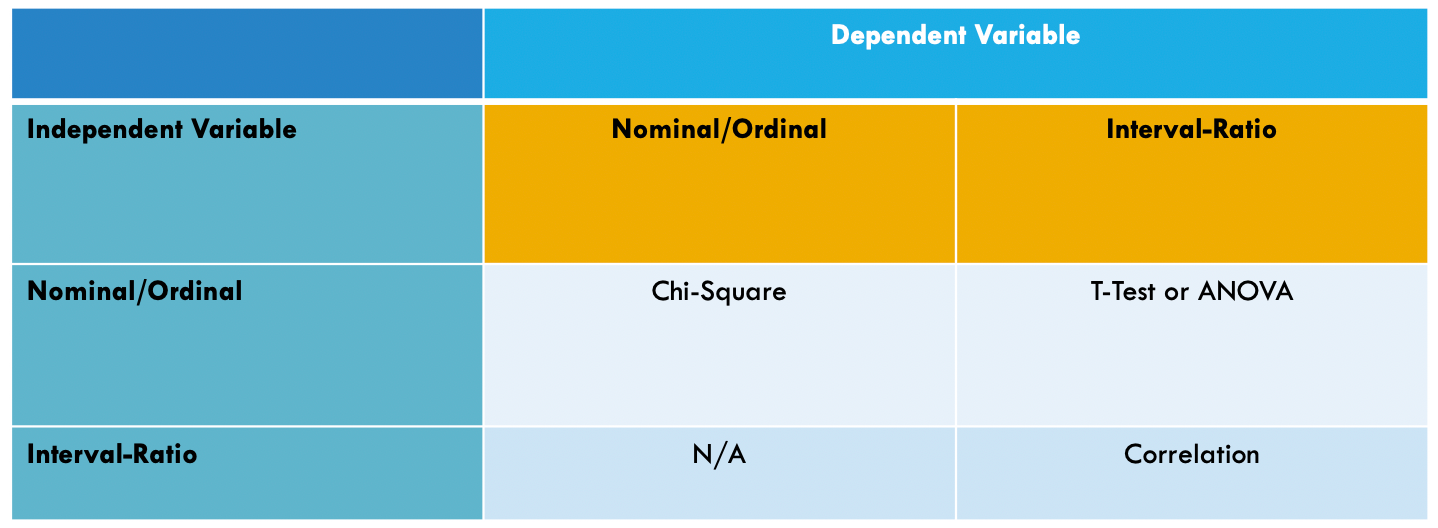 Dependent Variable
Independent Variable
Nominal/Ordinal
Interval-Ratio
Nominal/Ordinal
Chi-Square
T-Test or ANOVA
Interval-Ratio
N/A
Correlation